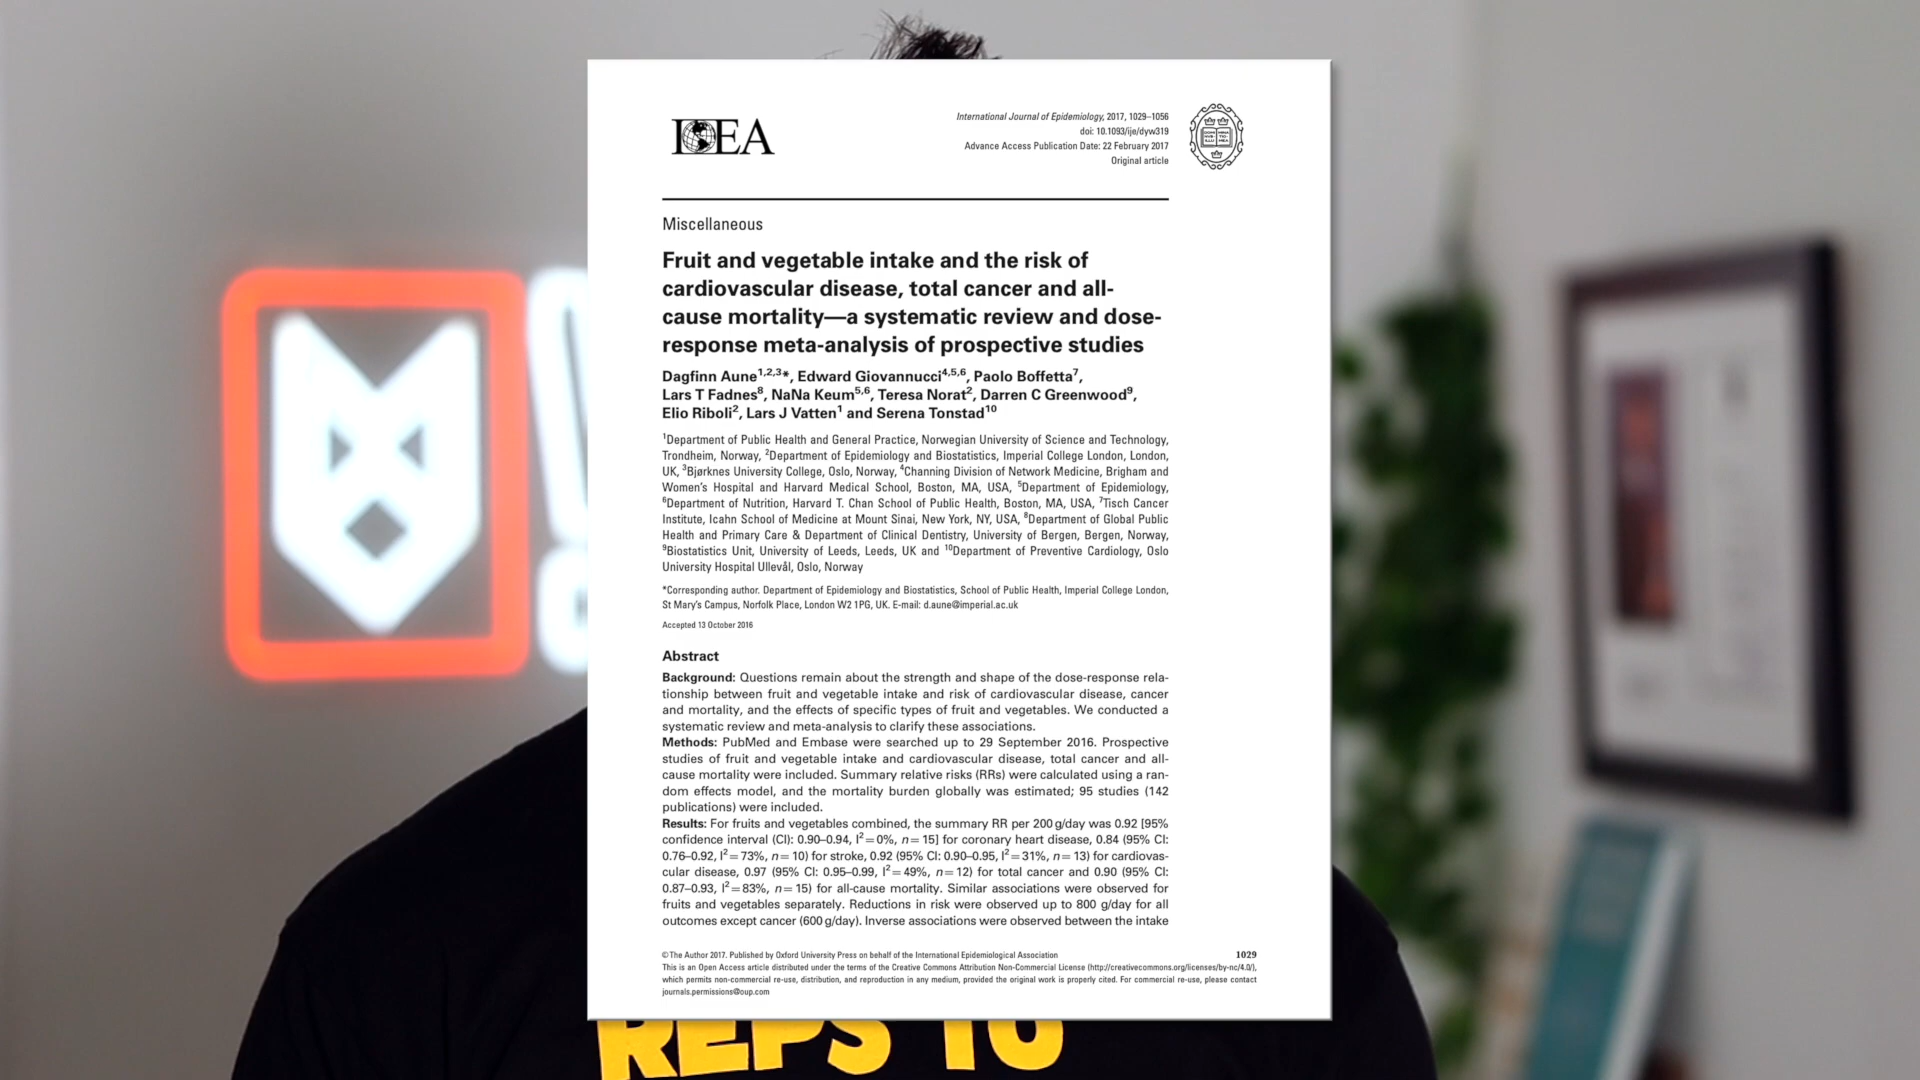 IEA
International Journal of Epidemiology, 2017, 1029–1056
doi: 10.1093/ije/dyw319
Advance Access Publication Date: 22 February 2017
Original article
Miscellaneous
Fruit and vegetable intake and the risk of
cardiovascular disease, total cancer and all-
cause mortality—a systematic review and dose-
response meta-analysis of prospective studies
Dagfinn Aune1,2,3*, Edward Giovannucci4,5,6, Paolo Boffetta7,
Lars T Fadnes8, NaNa Keum5,6, Teresa Norat2, Darren C Greenwood9,
Elio Riboli2, Lars J Vatten1 and Serena Tonstad10
1Department of Public Health and General Practice, Norwegian University of Science and Technology,
Trondheim, Norway, 2Department of Epidemiology and Biostatistics, Imperial College London, London,
UK, 3Bjørknes University College, Oslo, Norway, 4Channing Division of Network Medicine, Brigham and
Women's Hospital and Harvard Medical School, Boston, MA, USA, 5Department of Epidemiology,
6Department of Nutrition, Harvard T. Chan School of Public Health, Boston, MA, USA, 7Tisch Cancer
Institute, Icahn School of Medicine at Mount Sinai, New York, NY, USA, 8Department of Global Public
Health and Primary Care & Department of Clinical Dentistry, University of Bergen, Bergen, Norway,
9Biostatistics Unit, University of Leeds, Leeds, UK and 10Department of Preventive Cardiology, Oslo
University Hospital Ullevål, Oslo, Norway
*Corresponding author. Department of Epidemiology and Biostatistics, School of Public Health, Imperial College London,
St Mary's Campus, Norfolk Place, London W2 1PG, UK. E-mail: d.aune@imperial.ac.uk
Accepted 13 October 2016
Abstract
Background: Questions remain about the strength and shape of the dose-response rela-
tionship between fruit and vegetable intake and risk of cardiovascular disease, cancer
and mortality, and the effects of specific types of fruit and vegetables. We conducted a
systematic review and meta-analysis to clarify these associations.
Methods: PubMed and Embase were searched up to 29 September 2016. Prospective
studies of fruit and vegetable intake and cardiovascular disease, total cancer and all-
cause mortality were included. Summary relative risks (RRs) were calculated using a ran-
dom effects model, and the mortality burden globally was estimated; 95 studies (142
publications) were included.
Results: For fruits and vegetables combined, the summary RR per 200 g/day was 0.92 [95%
confidence interval (CI): 0.90–0.94, I2 = 0%, n = 15] for coronary heart disease, 0.84 (95% CI:
0.76–0.92, I2 = 73%, n = 10) for stroke, 0.92 (95% CI: 0.90–0.95, I2 = 31%, n = 13) for cardiovas-
cular disease, 0.97 (95% CI: 0.95–0.99, I2 = 49%, n = 12) for total cancer and 0.90 (95% CI:
0.87–0.93, I2 = 83%, n = 15) for all-cause mortality. Similar associations were observed for
fruits and vegetables separately. Reductions in risk were observed up to 800 g/day for all
outcomes except cancer (600 g/day). Inverse associations were observed between the intake
© The Author 2017. Published by Oxford University Press on behalf of the International Epidemiological Association 1029
This is an Open Access article distributed under the terms of the Creative Commons Attribution Non-Commercial License (http://creativecommons.org/licenses/by-nc/4.0/),
which permits non-commercial re-use, distribution, and reproduction in any medium, provided the original work is properly cited. For commercial re-use, please contact
journals.permissions@oup.com
REPS TO